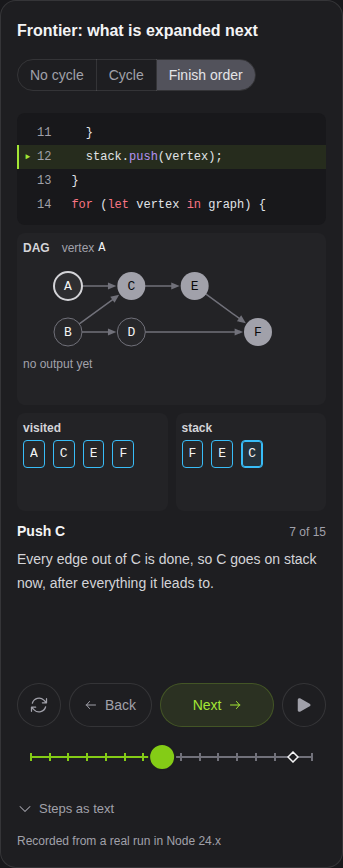 Frontier: what is expanded next
No cycle Cycle Finish order
11 }
12 stack.push(vertex);
13 }
14 for (let vertex in graph) {
DAG vertex A
A C E
B D F
no output yet
visited stack
A C E F F E C
Push C 7 of 15
Every edge out of C is done, so C goes on stack
now, after everything it leads to.
← Back Next →
Steps as text
Recorded from a real run in Node 24.x